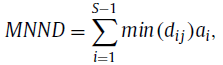 MNND = \sum_{i=1}^{S-1} min(d_{ij}) a_i,